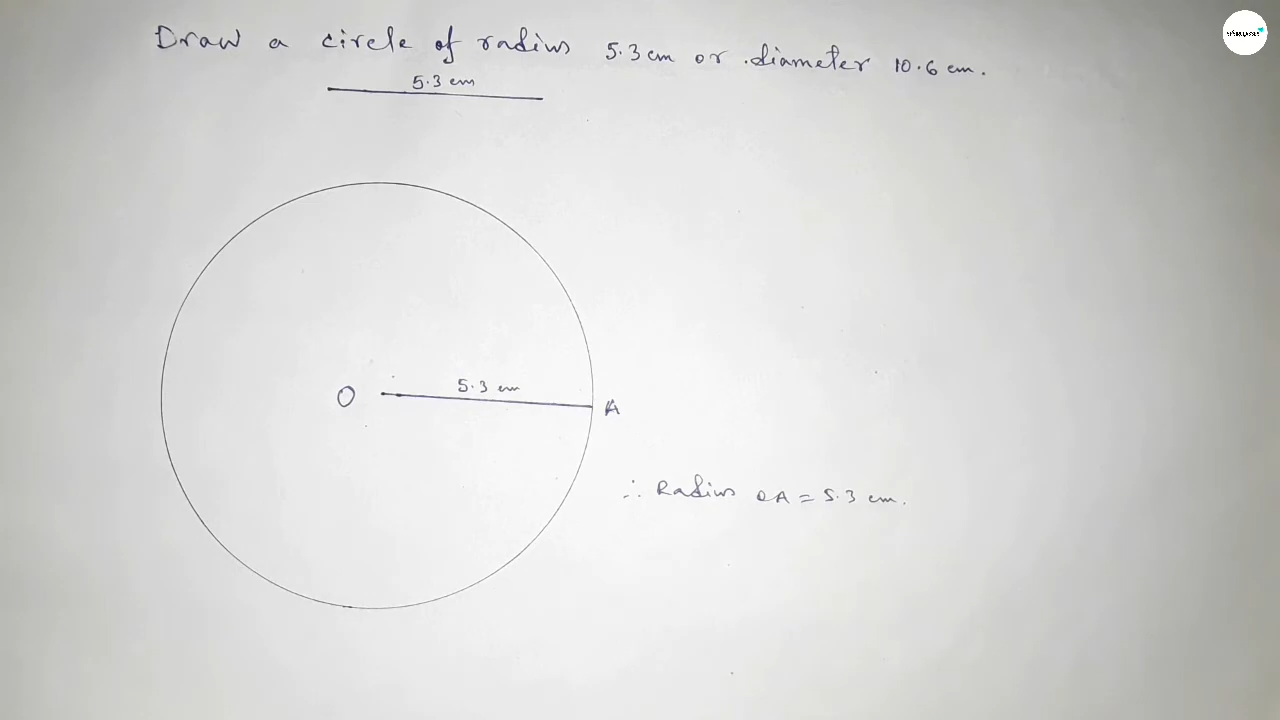 Draw a circle of radius 5.3 cm or diameter 10.6 cm.
5.3 cm
5.3 cm
O
A
∴ Radius OA = 5.3 cm.